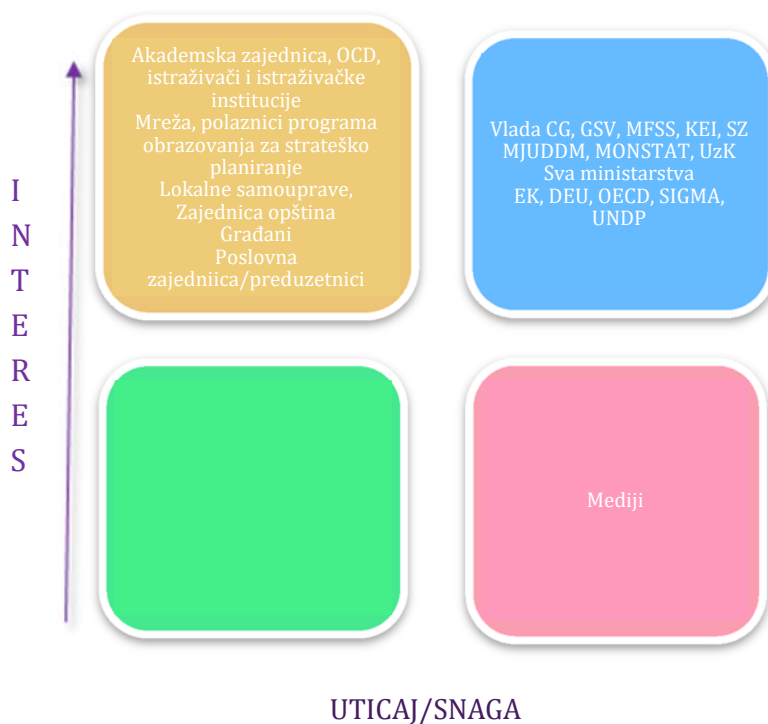 Akademska zajednica, OCD,
istraživači i istraživačke
institucije
Mreža, polaznici programa
obrazovanja za strateško
planiranje
Lokalne samouprave,
Zajednica opština
Građani
Poslovna
zajedniica/preduzetnici
Vlada CG, GSV, MFSS, KEI, SZ
MJUDDM, MONSTAT, UzK
Sva ministarstva
EK, DEU, OECD, SIGMA,
UNDP
I
N
T
E
R
E
S
Mediji
UTICAJ/SNAGA